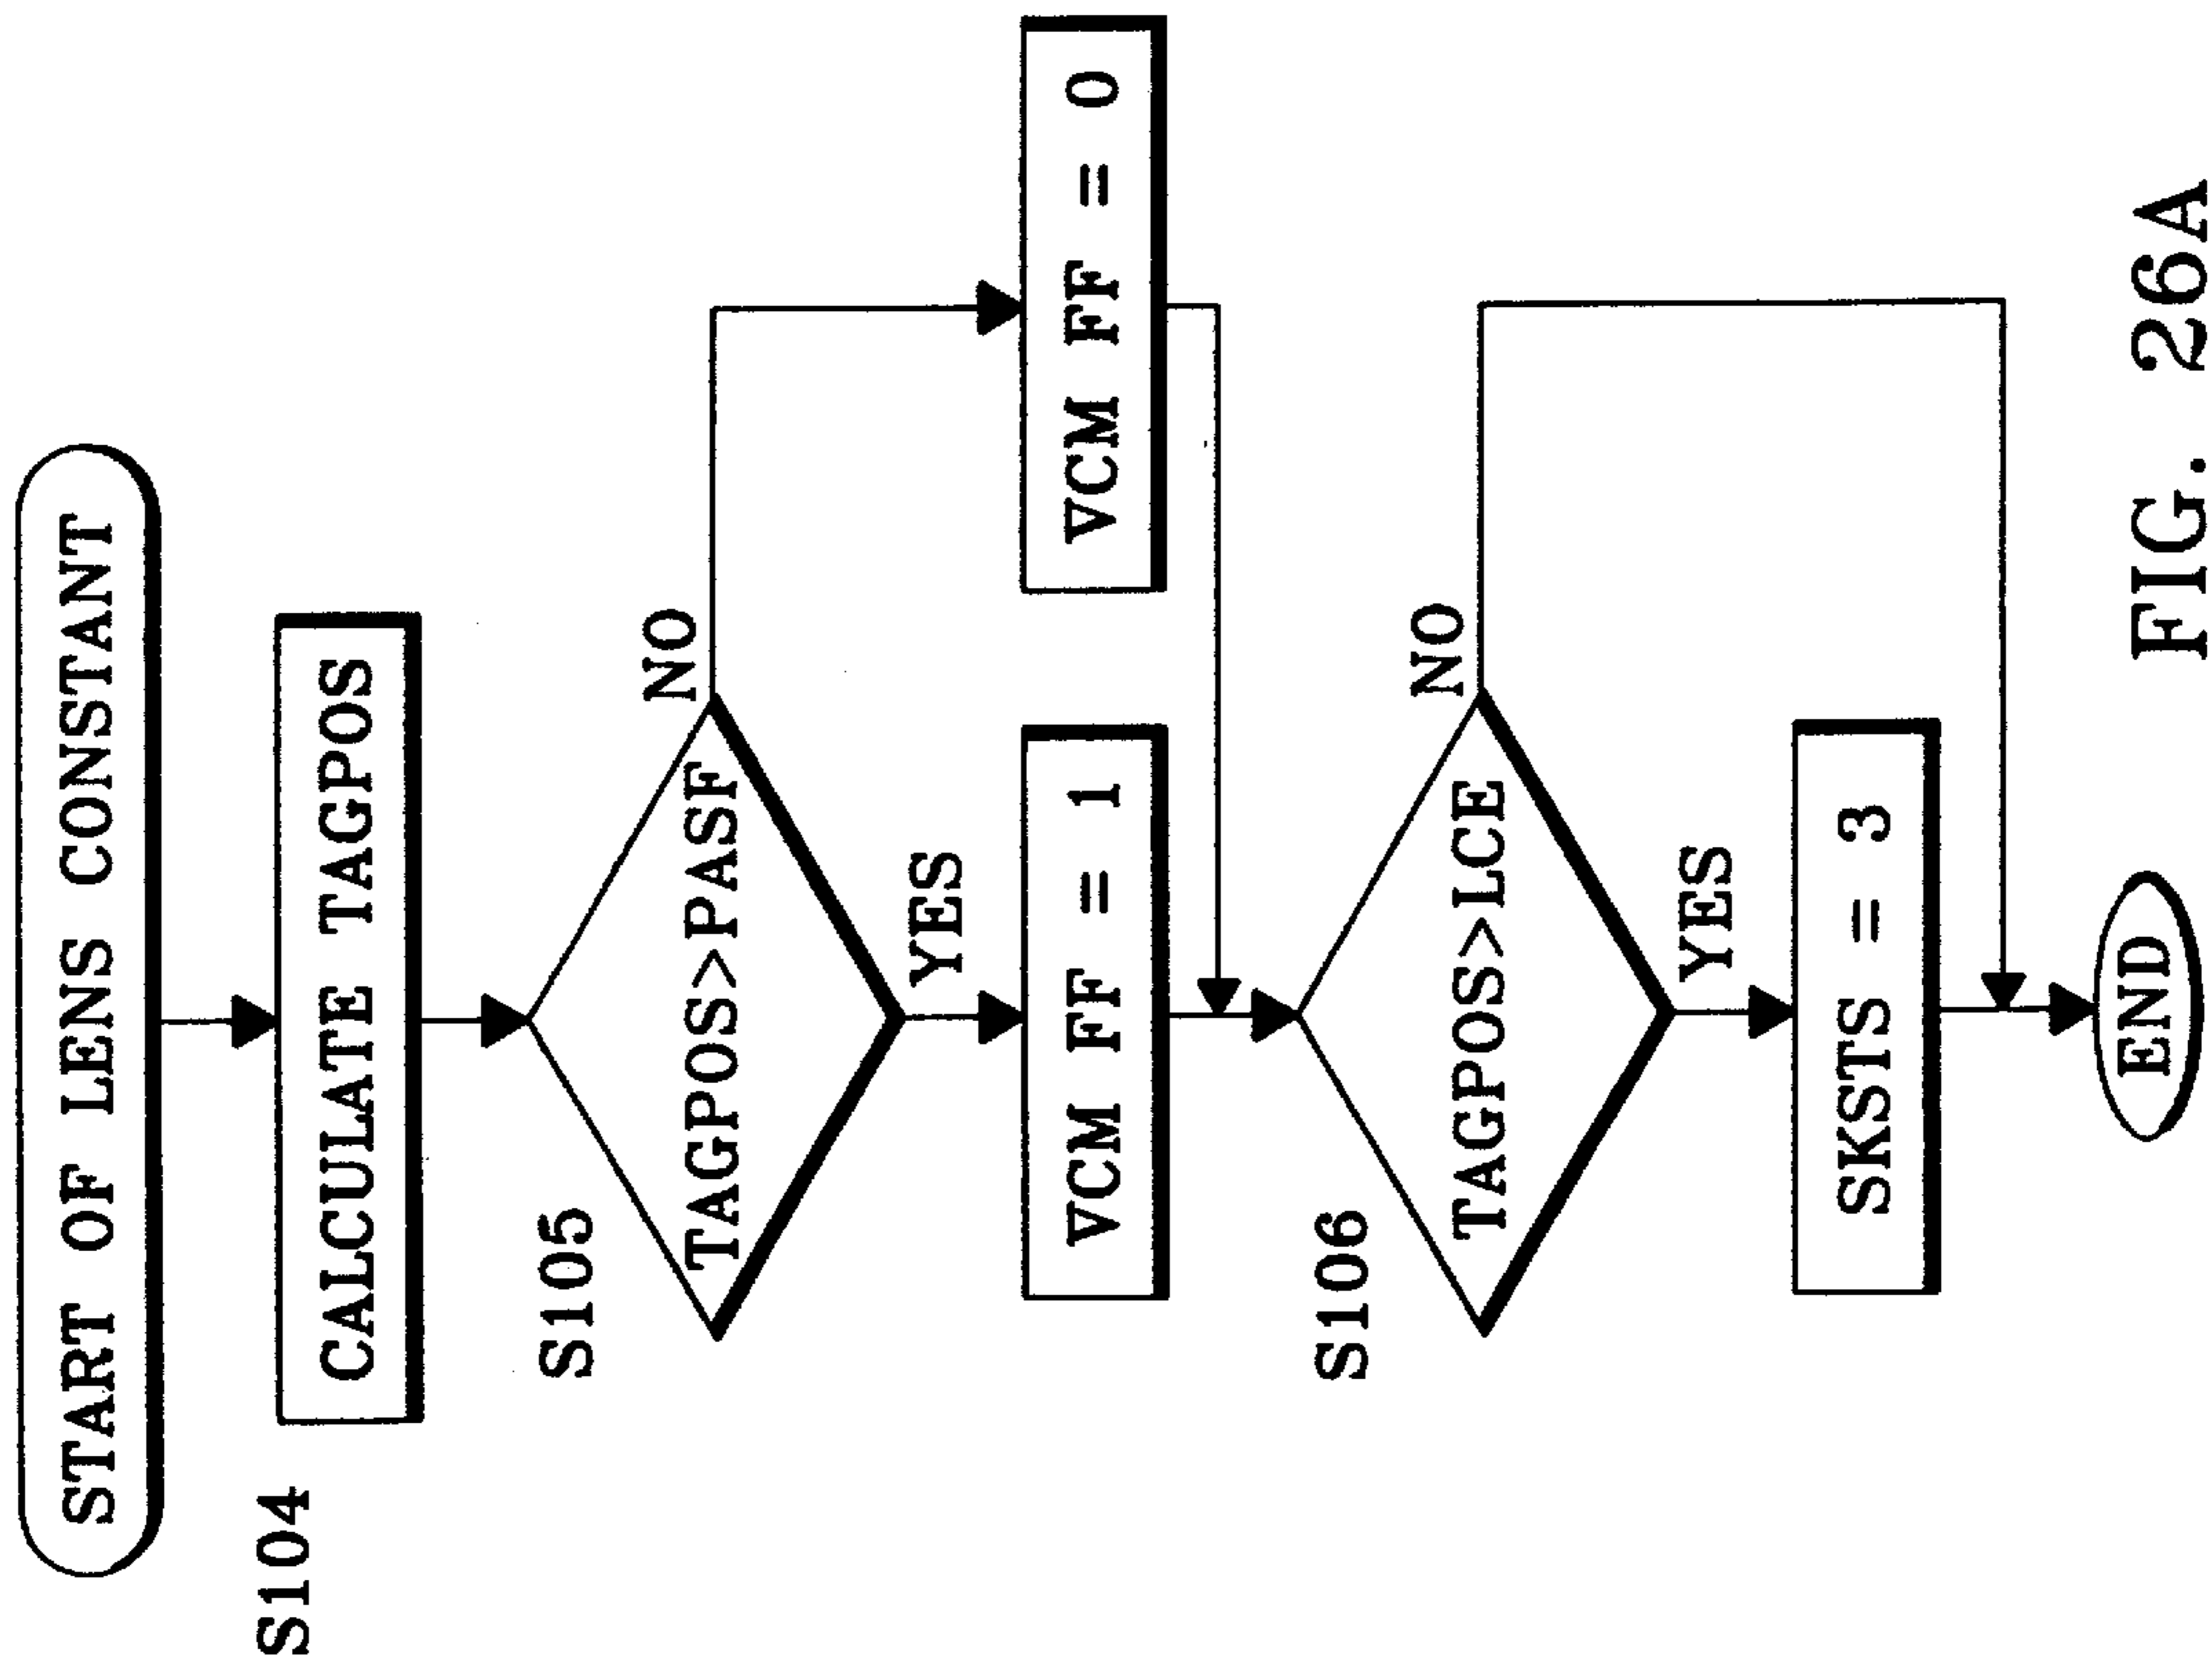 START OF LENS CONSTANT
S104
CALCULATE TAGPOS
S105
TAGPOS>PASF
NO
YES
VCM FF = 1
VCM FF = 0
S106
TAGPOS>LCE
NO
YES
SKSTS = 3
END
FIG. 26A